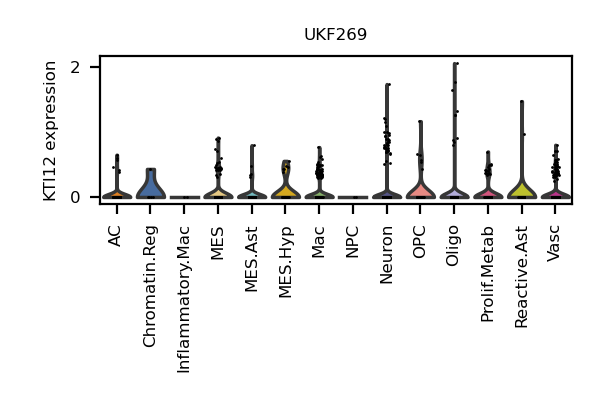 UKF269
KTI12 expression
2
0
AC
Chromatin.Reg
Inflammatory.Mac
MES
MES.Ast
MES.Hyp
Mac
NPC
Neuron
OPC
Oligo
Prolif.Metab
Reactive.Ast
Vasc